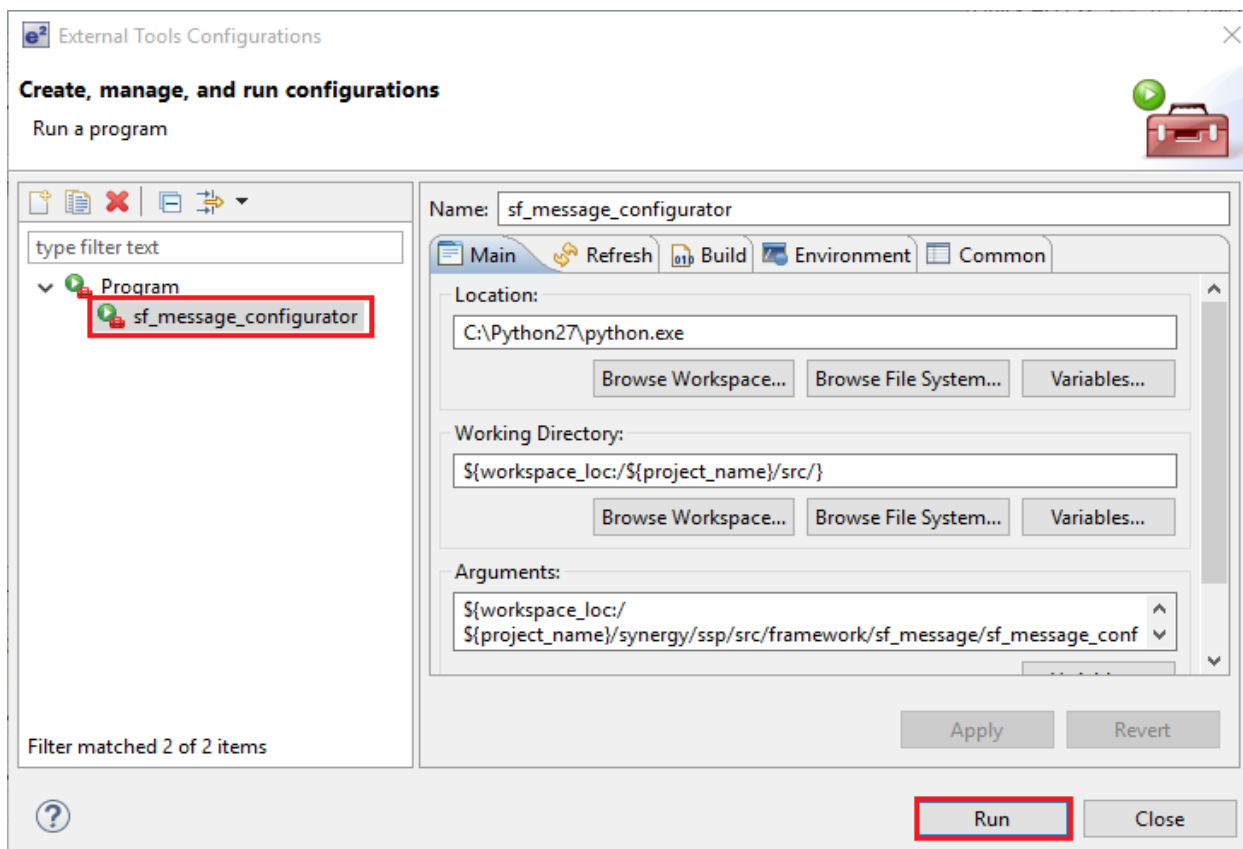 e² External Tools Configurations
Create, manage, and run configurations
Run a program
type filter text
Program
sf_message_configurator
Filter matched 2 of 2 items
Name: sf_message_configurator
Main Refresh Build Environment Common
Location:
C:\Python27\python.exe
Browse Workspace... Browse File System... Variables...
Working Directory:
${workspace_loc:/${project_name}/src/}
Browse Workspace... Browse File System... Variables...
Arguments:
${workspace_loc:/
${project_name}/synergy/ssp/src/framework/sf_message/sf_message_conf
Apply Revert
Run Close